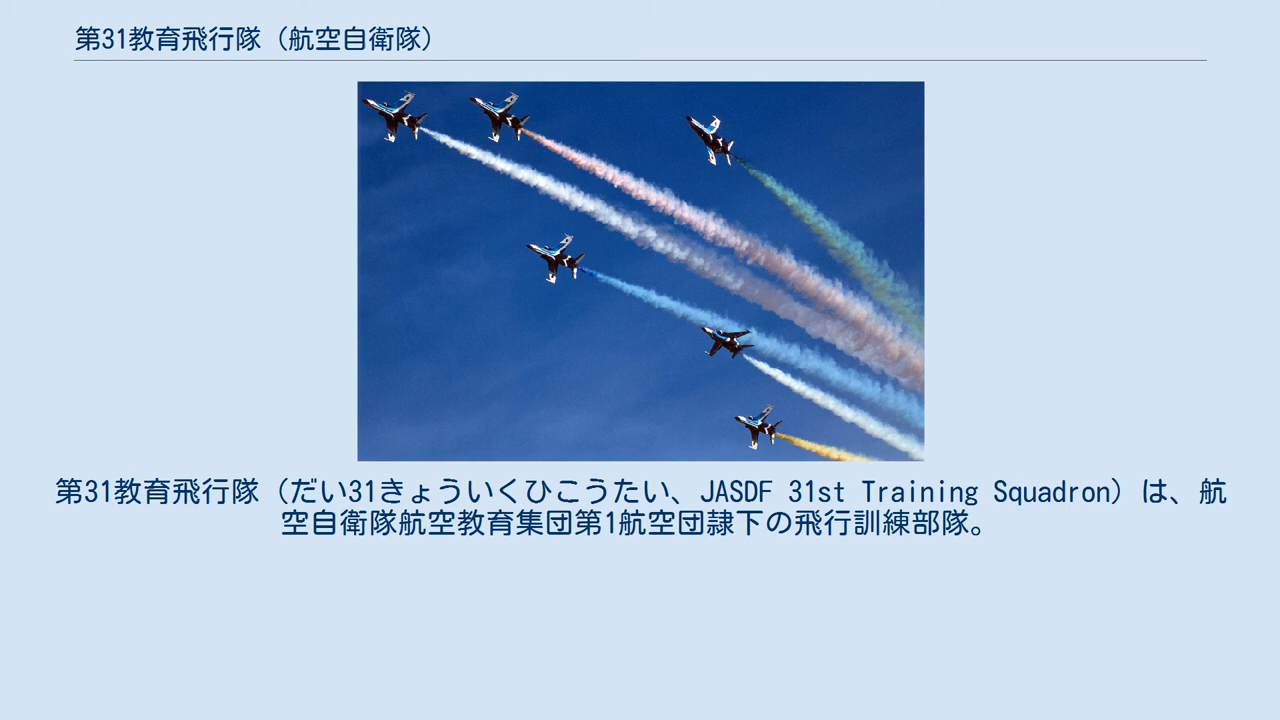 第31教育飛行隊（航空自衛隊）
第31教育飛行隊（だい31きょういくひこうたい、JASDF 31st Training Squadron）は、航
空自衛隊航空教育集団第1航空団隷下の飛行訓練部隊。